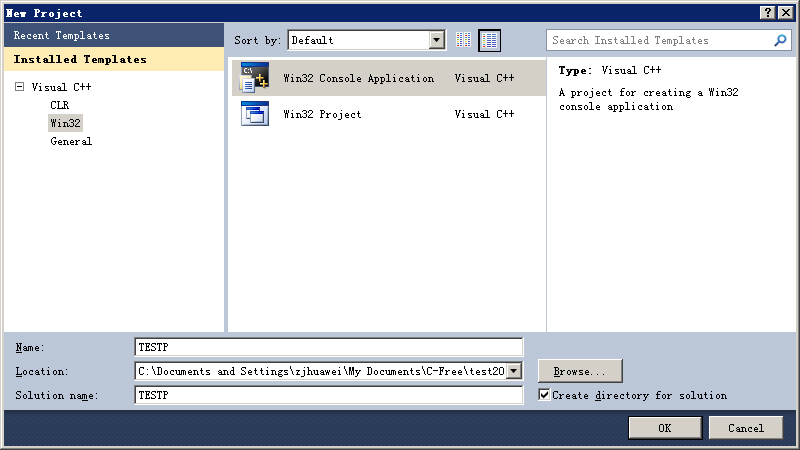 New Project
Recent Templates
Installed Templates
Visual C++
CLR
Win32
General
Sort by: Default
Search Installed Templates
Win32 Console Application Visual C++
Win32 Project Visual C++
Type: Visual C++
A project for creating a Win32
console application
Name: TESTP
Location: C:\Documents and Settings\zjhuawei\My Documents\C-Free\test20
Browse...
Solution name: TESTP
Create directory for solution
OK
Cancel